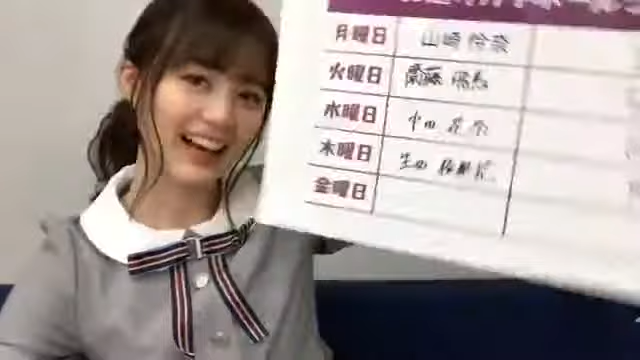 月曜日 山崎 怜奈
火曜日 齋藤 飛鳥
水曜日 中田 花奈
木曜日 生田 絵梨花
金曜日